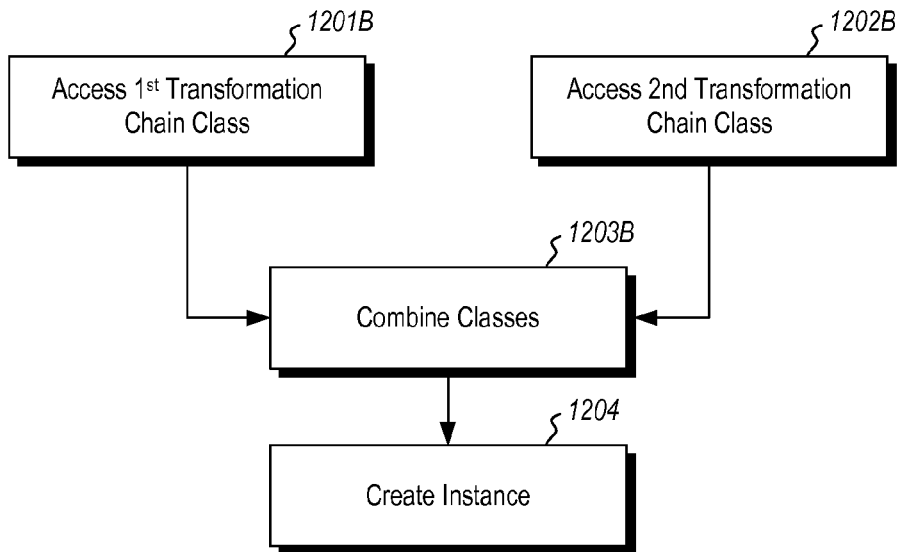 1201B
Access 1st Transformation
Chain Class
1202B
Access 2nd Transformation
Chain Class
1203B
Combine Classes
1204
Create Instance